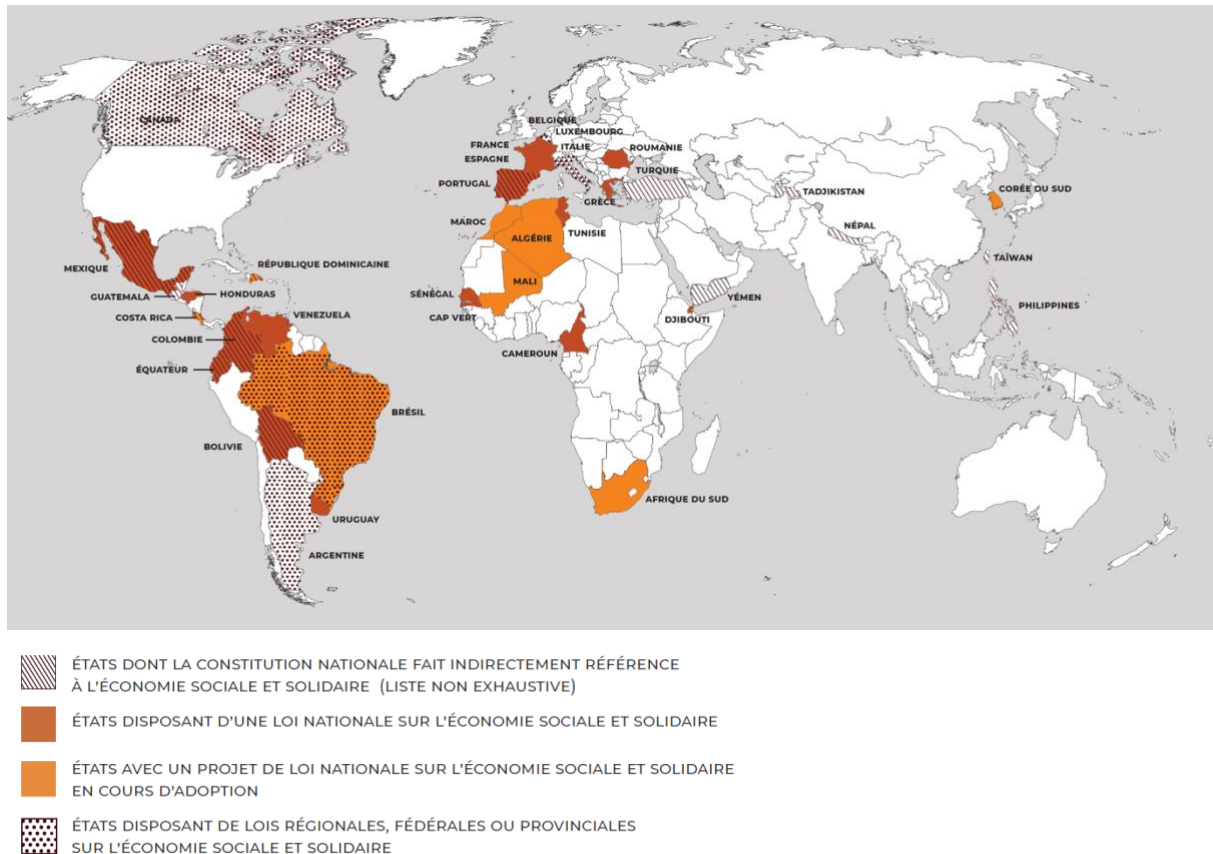 CANADA
BELGIQUE
LUXEMBOURG
FRANCE
ITALIE
ROUMANIE
ESPAGNE
TURQUIE
PORTUGAL
TADJIKISTAN
CORÉE DU SUD
GRÈCE
MAROC
TUNISIE
NÉPAL
ALGÉRIE
TAÏWAN
MEXIQUE
RÉPUBLIQUE DOMINICAINE
MALI
GUATEMALA
HONDURAS
SÉNÉGAL
YÉMEN
PHILIPPINES
COSTA RICA
VENEZUELA
CAP VERT
DJIBOUTI
COLOMBIE
CAMEROUN
ÉQUATEUR
BRÉSIL
BOLIVIE
AFRIQUE DU SUD
URUGUAY
ARGENTINE
ÉTATS DONT LA CONSTITUTION NATIONALE FAIT INDIRECTEMENT RÉFÉRENCE
À L'ÉCONOMIE SOCIALE ET SOLIDAIRE (LISTE NON EXHAUSTIVE)
ÉTATS DISPOSANT D'UNE LOI NATIONALE SUR L'ÉCONOMIE SOCIALE ET SOLIDAIRE
ÉTATS AVEC UN PROJET DE LOI NATIONALE SUR L'ÉCONOMIE SOCIALE ET SOLIDAIRE
EN COURS D'ADOPTION
ÉTATS DISPOSANT DE LOIS RÉGIONALES, FÉDÉRALES OU PROVINCIALES
SUR L'ÉCONOMIE SOCIALE ET SOLIDAIRE